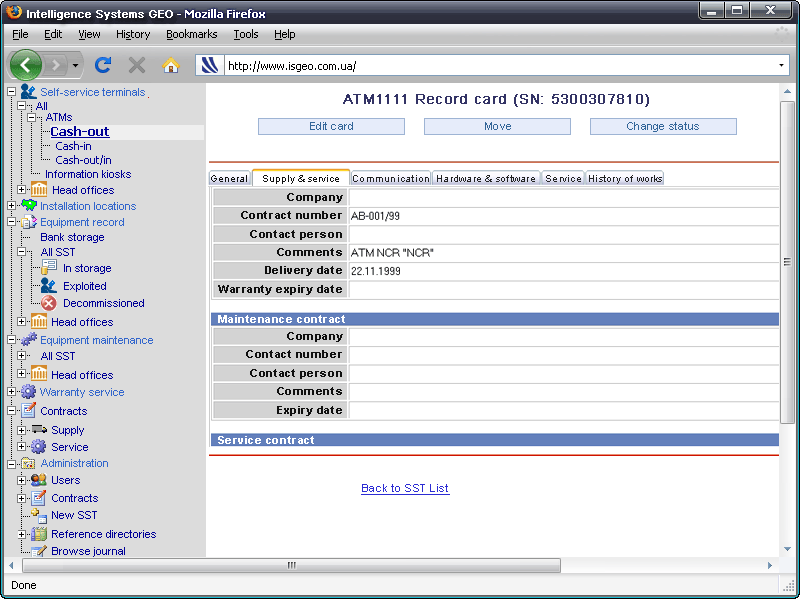 Intelligence Systems GEO - Mozilla Firefox
File Edit View History Bookmarks Tools Help
http://www.isgeo.com.ua/
Self-service terminals
All
ATMs
Cash-out
Cash-in
Cash-out/in
Information kiosks
Head offices
Installation locations
Equipment record
Bank storage
All SST
In storage
Exploited
Decommissioned
Head offices
Equipment maintenance
All SST
Head offices
Warranty service
Contracts
Supply
Service
Administration
Users
Contracts
New SST
Reference directories
Browse journal
ATM1111 Record card (SN: 5300307810)
Edit card Move Change status
General Supply & service Communication Hardware & software Service History of works
Company
Contract number AB-001/99
Contact person
Comments ATM NCR "NCR"
Delivery date 22.11.1999
Warranty expiry date
Maintenance contract
Company
Contact number
Contact person
Comments
Expiry date
Service contract
Back to SST List
Done